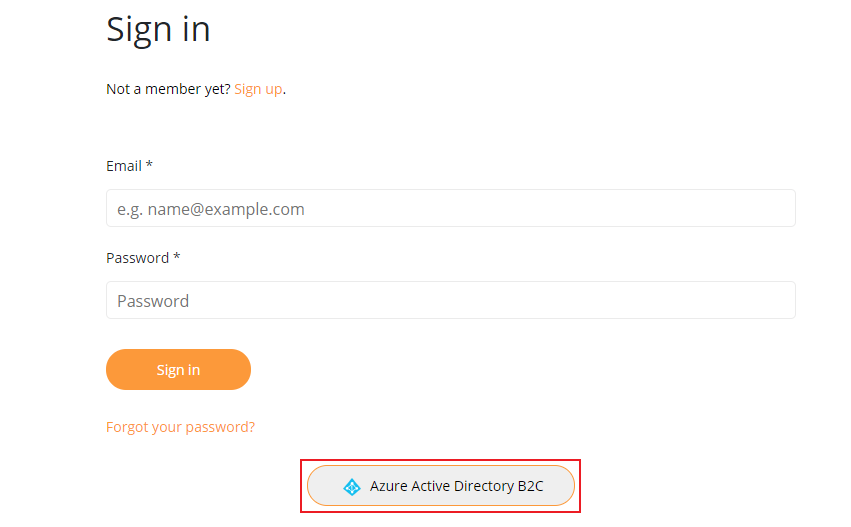 Sign in
Not a member yet? Sign up.
Email *
e.g. name@example.com
Password *
Password
Sign in
Forgot your password?
Azure Active Directory B2C